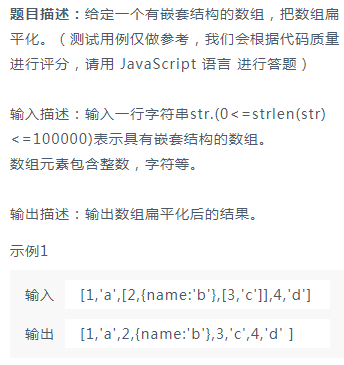 题目描述：给定一个有嵌套结构的数组，把数组扁
平化。（测试用例仅做参考，我们会根据代码质量
进行评分，请用 JavaScript 语言 进行答题）
输入描述：输入一行字符串str.(0<=strlen(str)
<=100000)表示具有嵌套结构的数组。
数组元素包含整数，字符等。
输出描述：输出数组扁平化后的结果。
示例1
输入 [1,'a',[2,{name:'b'},[3,'c']],4,'d']
输出 [1,'a',2,{name:'b'},3,'c',4,'d' ]